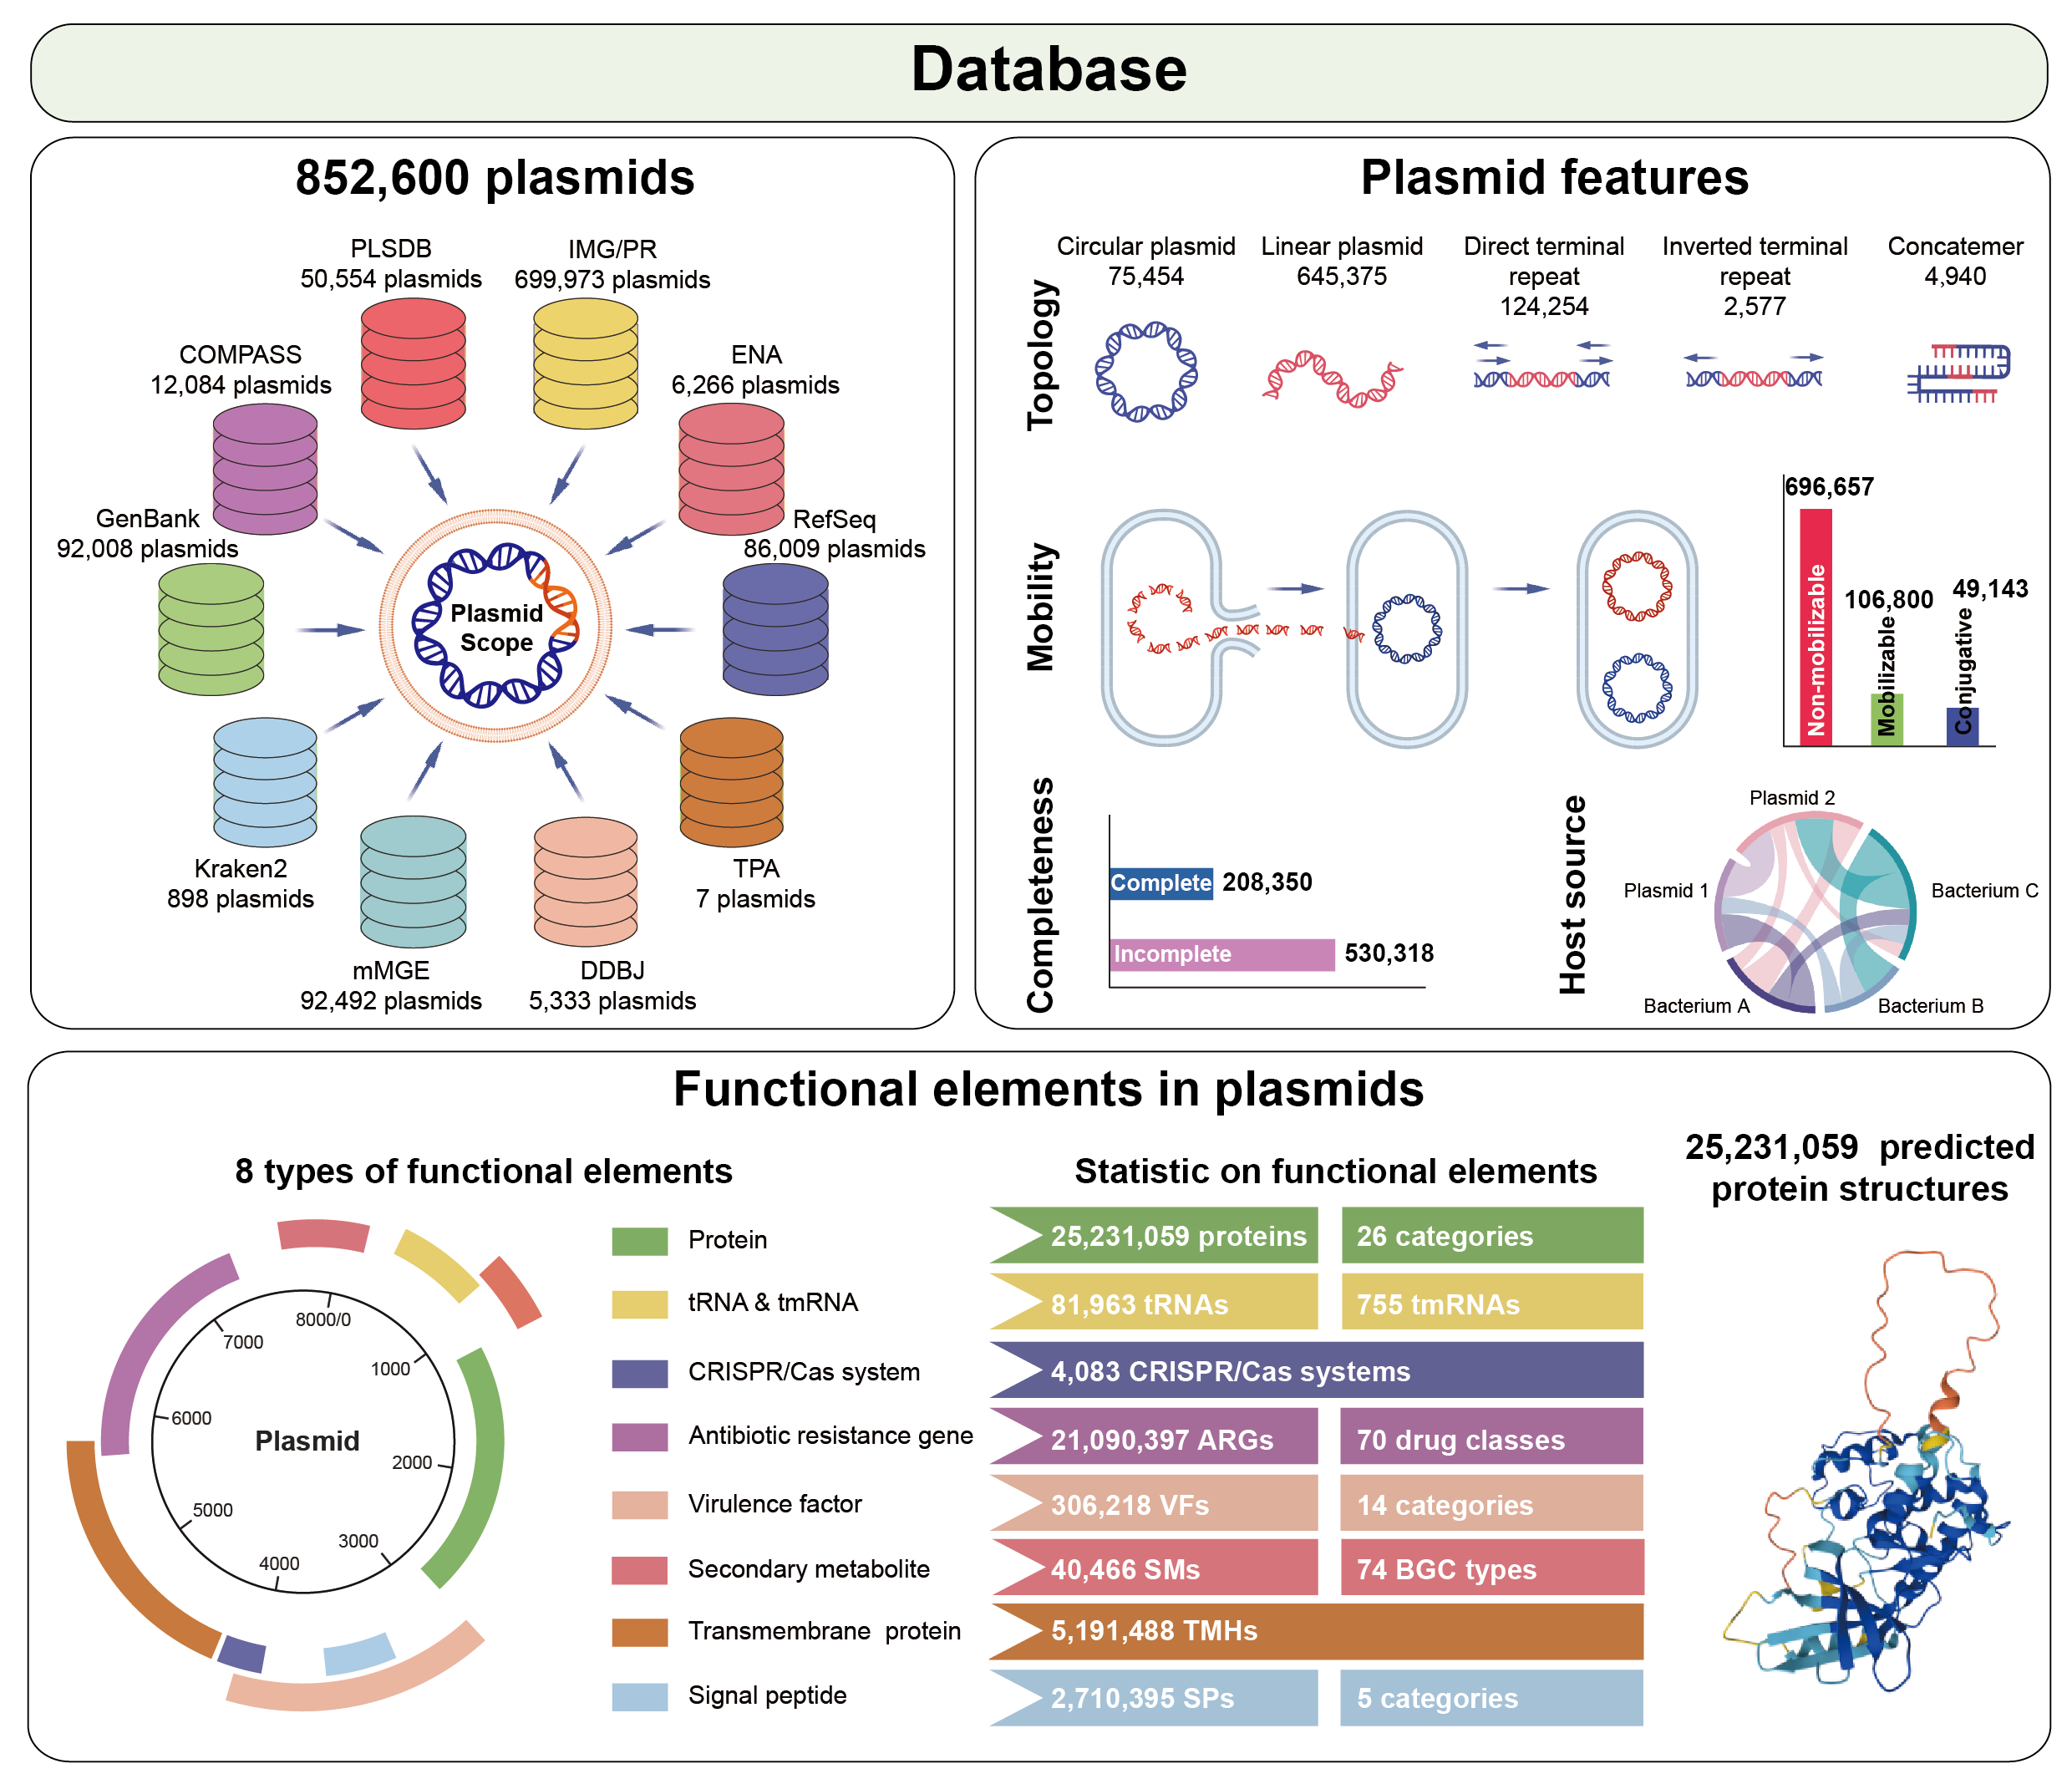 Database
852,600 plasmids
PLSDB
50,554 plasmids
IMG/PR
699,973 plasmids
COMPASS
12,084 plasmids
ENA
6,266 plasmids
GenBank
92,008 plasmids
RefSeq
86,009 plasmids
Plasmid
Scope
Kraken2
898 plasmids
TPA
7 plasmids
mMGE
92,492 plasmids
DDBJ
5,333 plasmids
Plasmid features
Topology
Circular plasmid
75,454
Linear plasmid
645,375
Direct terminal
repeat
124,254
Inverted terminal
repeat
2,577
Concatemer
4,940
Mobility
696,657
Non-mobilizable
106,800
Mobilizable
49,143
Conjugative
Completeness
Complete
208,350
Incomplete
530,318
Host source
Plasmid 2
Plasmid 1
Bacterium C
Bacterium A
Bacterium B
Functional elements in plasmids
8 types of functional elements
8000/0
1000
2000
3000
4000
5000
6000
7000
Plasmid
Protein
tRNA & tmRNA
CRISPR/Cas system
Antibiotic resistance gene
Virulence factor
Secondary metabolite
Transmembrane protein
Signal peptide
Statistic on functional elements
25,231,059 proteins
26 categories
81,963 tRNAs
755 tmRNAs
4,083 CRISPR/Cas systems
21,090,397 ARGs
70 drug classes
306,218 VFs
14 categories
40,466 SMs
74 BGC types
5,191,488 TMHs
2,710,395 SPs
5 categories
25,231,059 predicted
protein structures